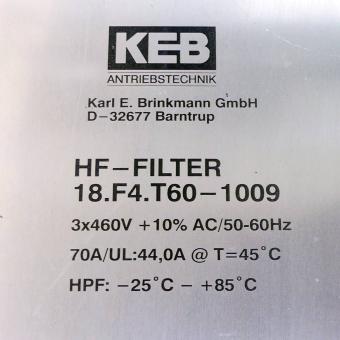 KEB
ANTRIEBSTECHNIK
Karl E. Brinkmann GmbH
D-32677 Barntrup
HF-FILTER
18.F4.T60-1009
3x460V +10% AC/50-60Hz
70A/UL:44,0A @ T=45°C
HPF: -25°C - +85°C